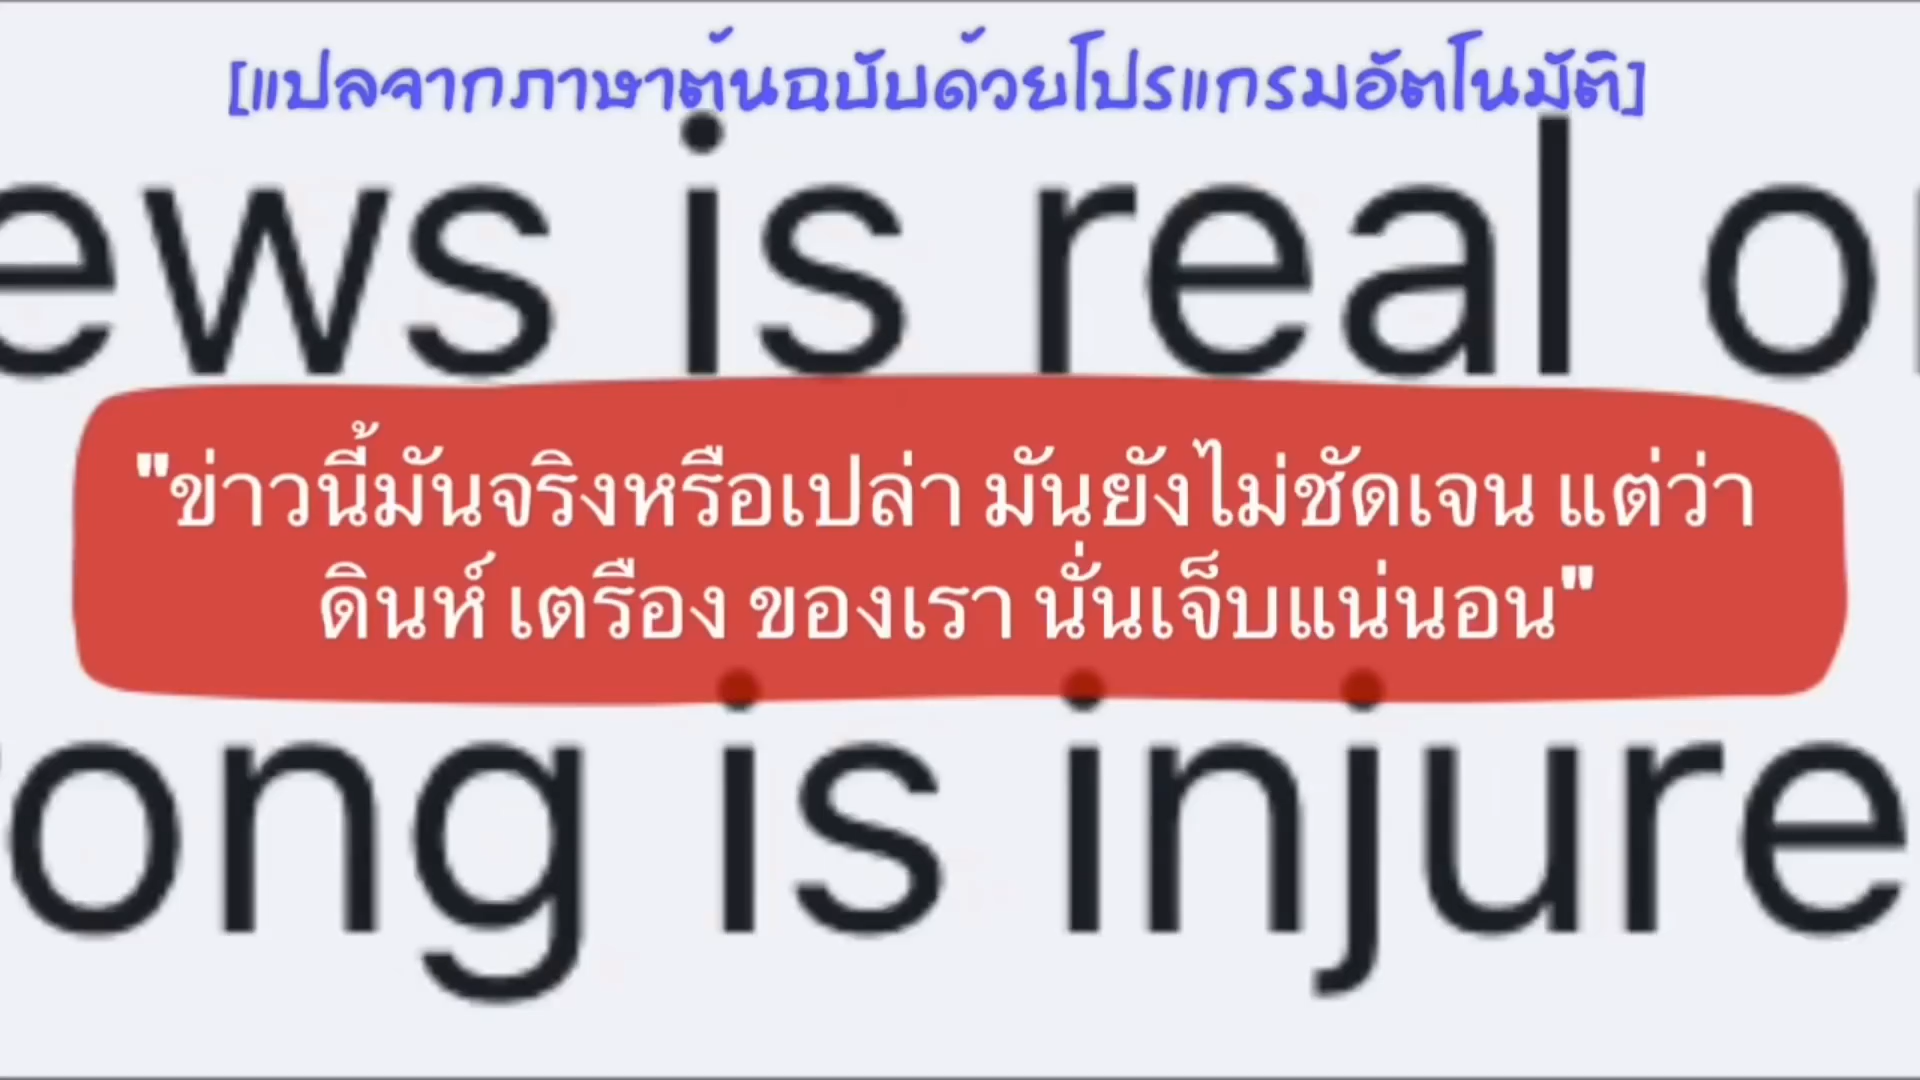 [แปลจากภาษาต้นฉบับด้วยโปรแกรมอัตโนมัติ]
ews is real o
"ข่าวนี้มันจริงหรือเปล่า มันยังไม่ชัดเจน แต่ว่า
ดินห์ เตรือง ของเรา นั่นเจ็บแน่นอน"
ong is injure